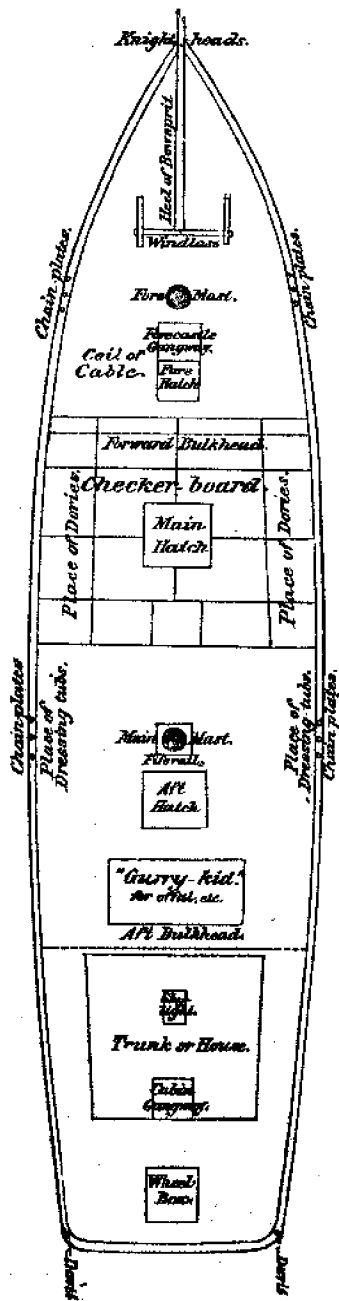 Knight heads.
Heel of Bowsprit
Windlass
Chain plates.
Chain plates.
Fore Mast.
Forecastle
Gangway.
Coil of
Cable.
Fore
Hatch
Forward Bulkhead.
Checker-board.
Place of Dories.
Main
Hatch
Place of Dories.
Chain-plates
Place of
Dressing tubs.
Main Mast.
Fiferail.
Place of
Dressing-tubs.
Chain plates.
Aft
Hatch
"Gurry-kid."
for offal, etc.
Aft Bulkhead.
Sky
light.
Trunk or House.
Cabin
Gangway.
Wheel
Box.
Davits
Davits